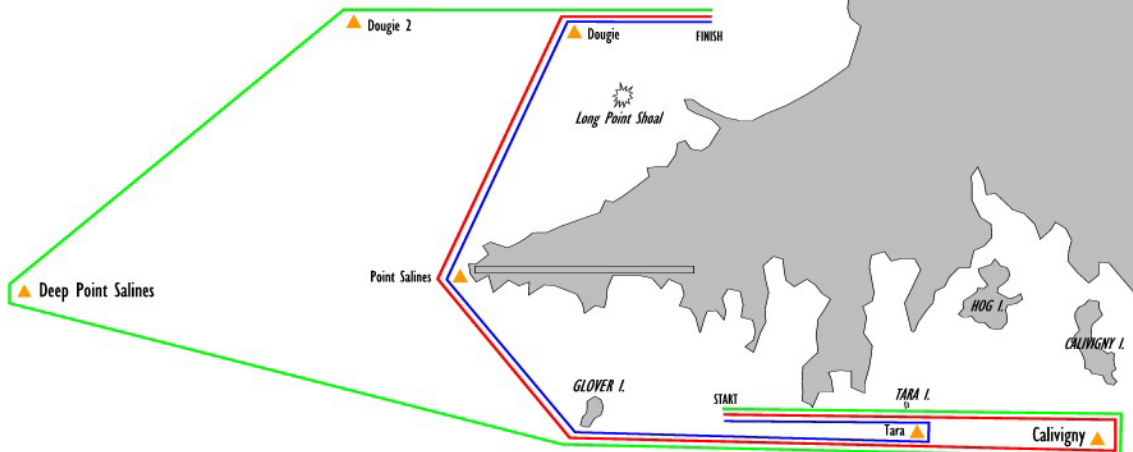 Dougie 2
Dougie
FINISH
Long Point Shoal
Point Salines
Deep Point Salines
HOG I.
CALIVIGNY I.
GLOVER I.
START
TARA I.
Tara
Calivigny